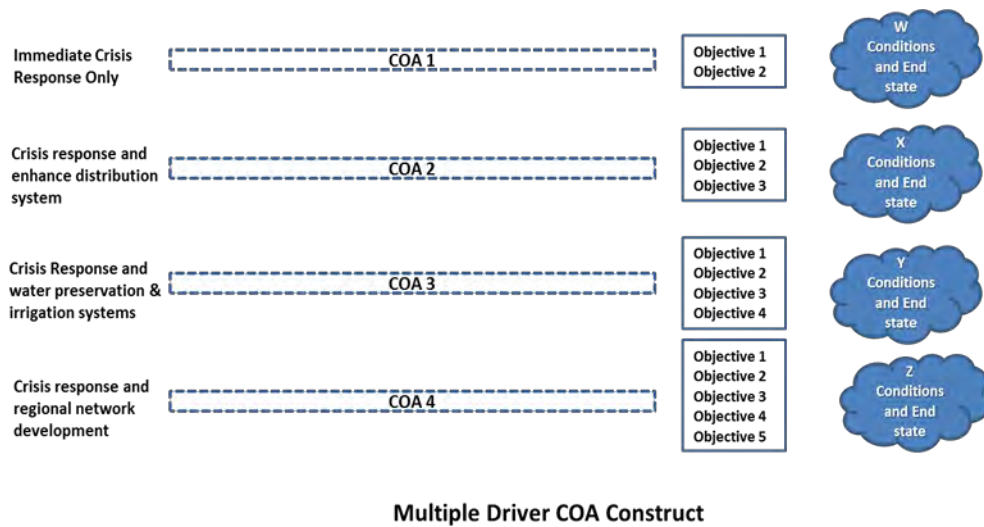 Immediate Crisis
Response Only
COA 1
Objective 1
Objective 2
W
Conditions
and End
state
Crisis response and
enhance distribution
system
COA 2
Objective 1
Objective 2
Objective 3
X
Conditions
and End
state
Crisis Response and
water preservation &
irrigation systems
COA 3
Objective 1
Objective 2
Objective 3
Objective 4
Y
Conditions
and End
state
Crisis response and
regional network
development
COA 4
Objective 1
Objective 2
Objective 3
Objective 4
Objective 5
Z
Conditions
and End
state
Multiple Driver COA Construct